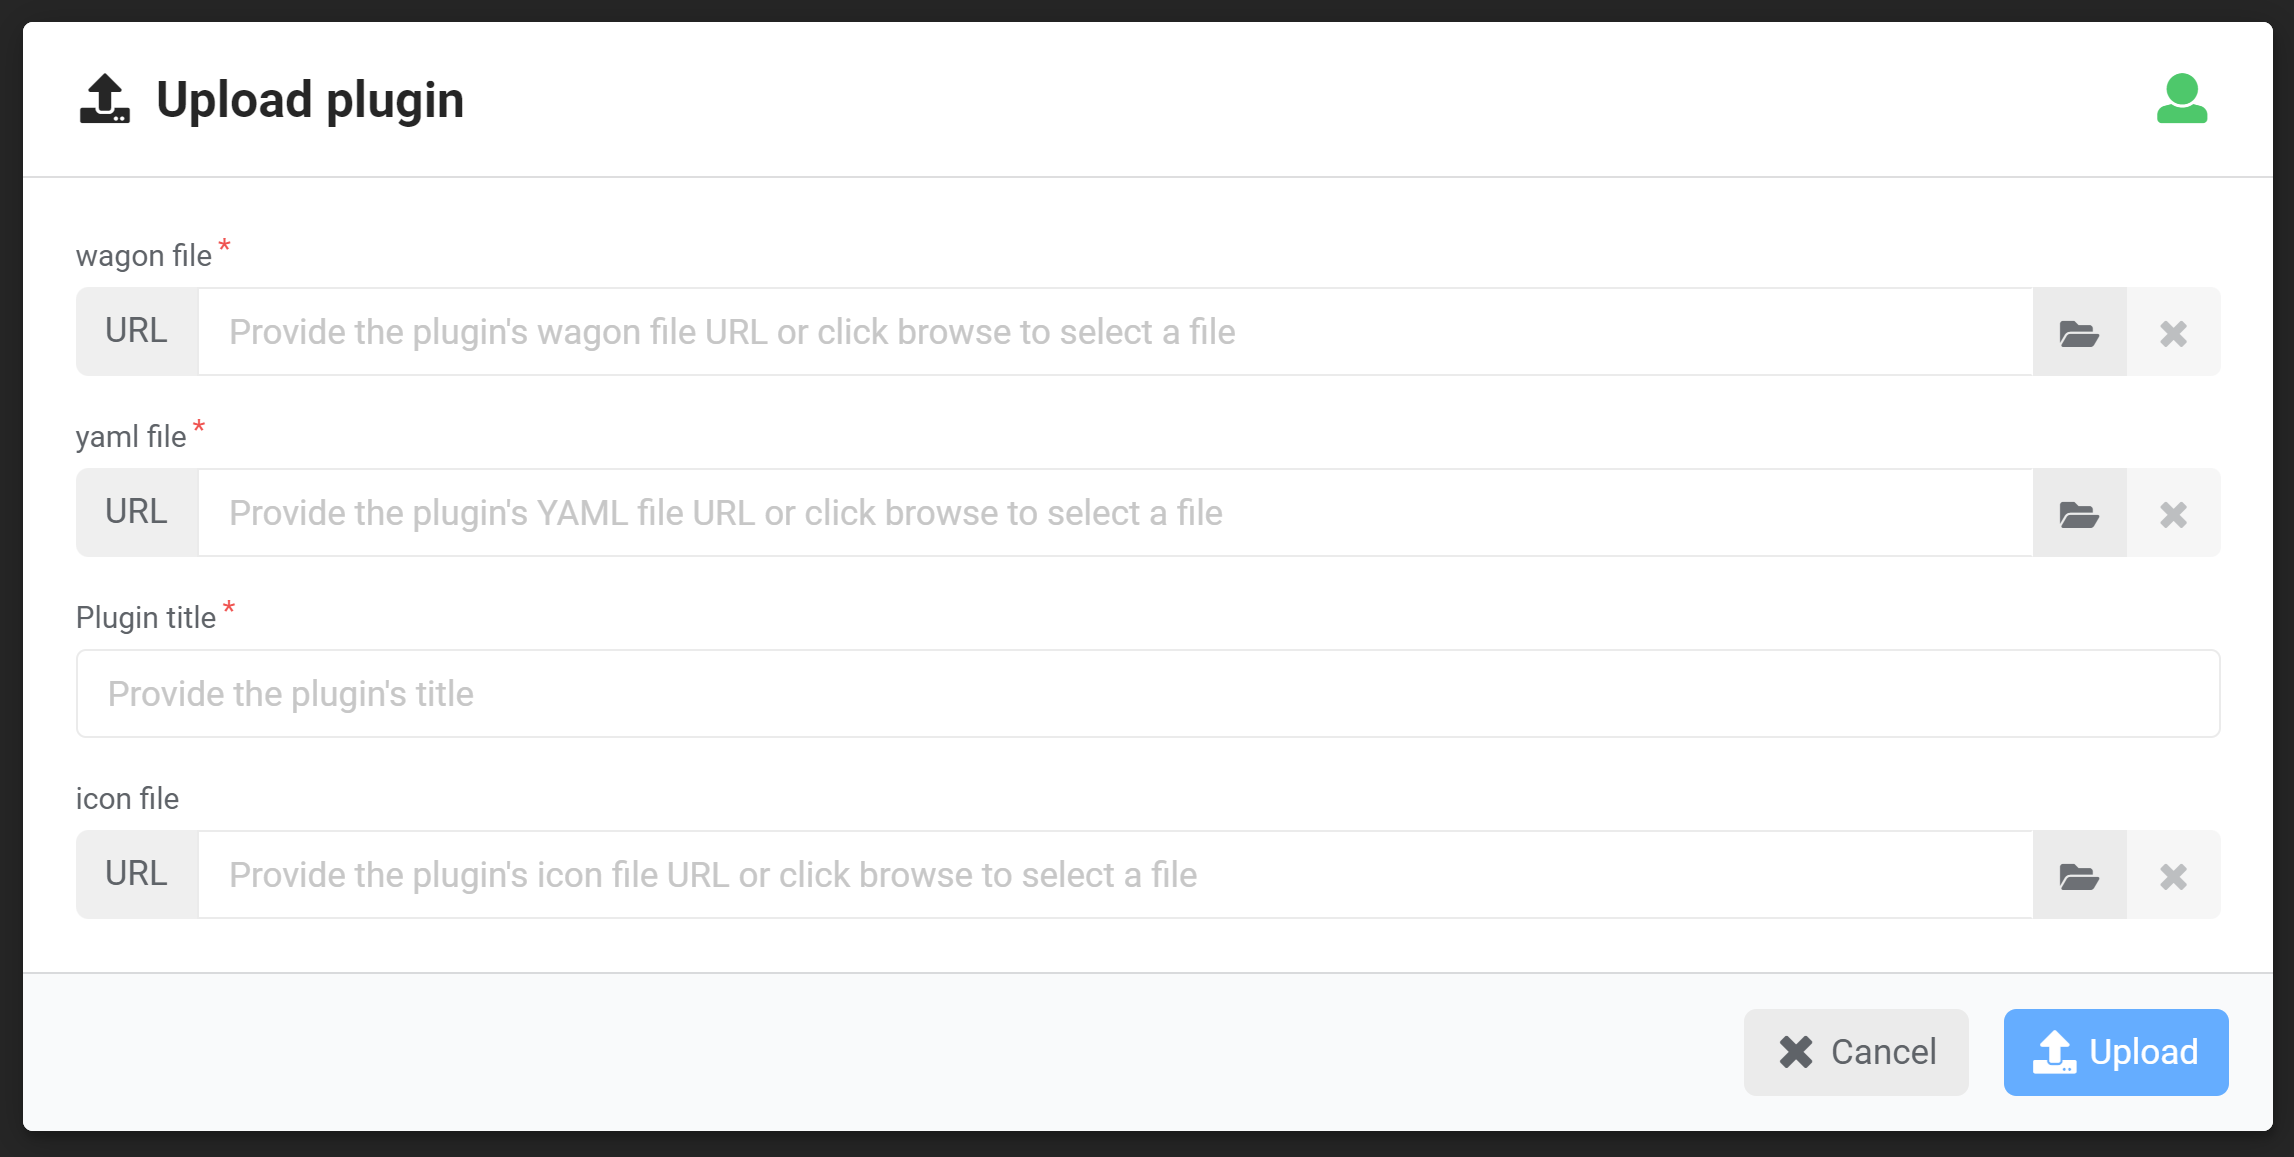 Upload plugin
wagon file *
URL Provide the plugin's wagon file URL or click browse to select a file
yaml file *
URL Provide the plugin's YAML file URL or click browse to select a file
Plugin title *
Provide the plugin's title
icon file
URL Provide the plugin's icon file URL or click browse to select a file
Cancel Upload